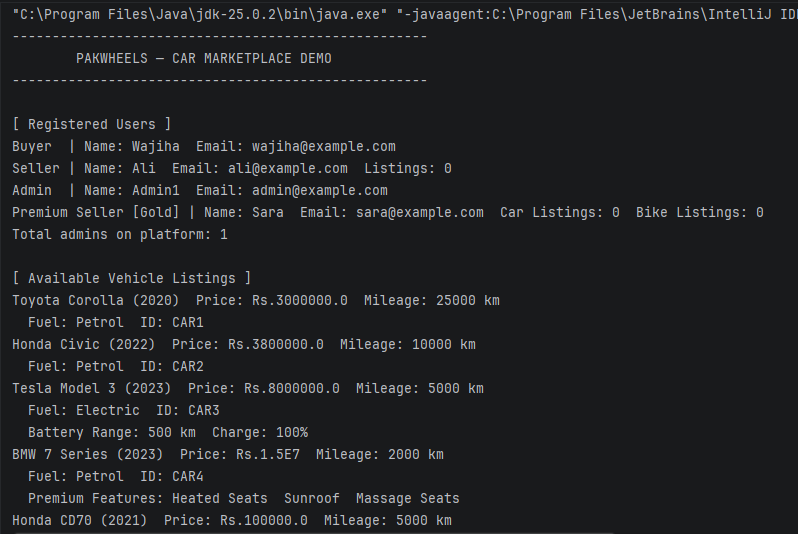 "C:\Program Files\Java\jdk-25.0.2\bin\java.exe" "-javaagent:C:\Program Files\JetBrains\IntelliJ ID
----------------------------------------------------
        PAKWHEELS — CAR MARKETPLACE DEMO
----------------------------------------------------
[ Registered Users ]
Buyer  | Name: Wajiha  Email: wajiha@example.com
Seller | Name: Ali  Email: ali@example.com  Listings: 0
Admin  | Name: Admin1  Email: admin@example.com
Premium Seller [Gold] | Name: Sara  Email: sara@example.com  Car Listings: 0  Bike Listings: 0
Total admins on platform: 1
[ Available Vehicle Listings ]
Toyota Corolla (2020)  Price: Rs.3000000.0  Mileage: 25000 km
  Fuel: Petrol  ID: CAR1
Honda Civic (2022)  Price: Rs.3800000.0  Mileage: 10000 km
  Fuel: Petrol  ID: CAR2
Tesla Model 3 (2023)  Price: Rs.8000000.0  Mileage: 5000 km
  Fuel: Electric  ID: CAR3
  Battery Range: 500 km  Charge: 100%
BMW 7 Series (2023)  Price: Rs.1.5E7  Mileage: 2000 km
  Fuel: Petrol  ID: CAR4
  Premium Features: Heated Seats  Sunroof  Massage Seats
Honda CD70 (2021)  Price: Rs.100000.0  Mileage: 5000 km